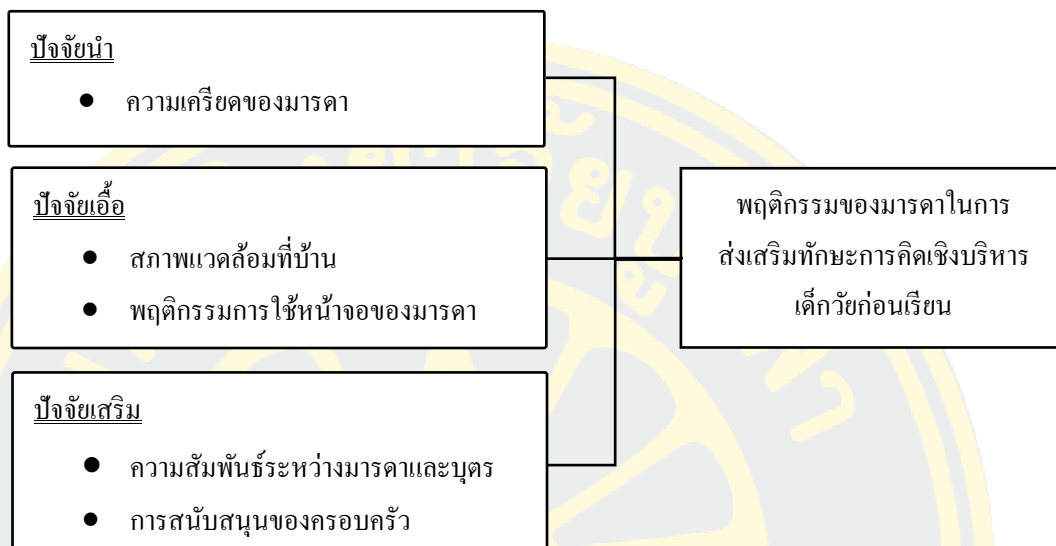 ปัจจัยนำ
● ความเครียดของมารดา
ปัจจัยเอื้อ
● สภาพแวดล้อมที่บ้าน
● พฤติกรรมการใช้หน้าจอของมารดา
ปัจจัยเสริม
● ความสัมพันธ์ระหว่างมารดาและบุตร
● การสนับสนุนของครอบครัว
พฤติกรรมของมารดาในการ
ส่งเสริมทักษะการคิดเชิงบริหาร
เด็กวัยก่อนเรียน